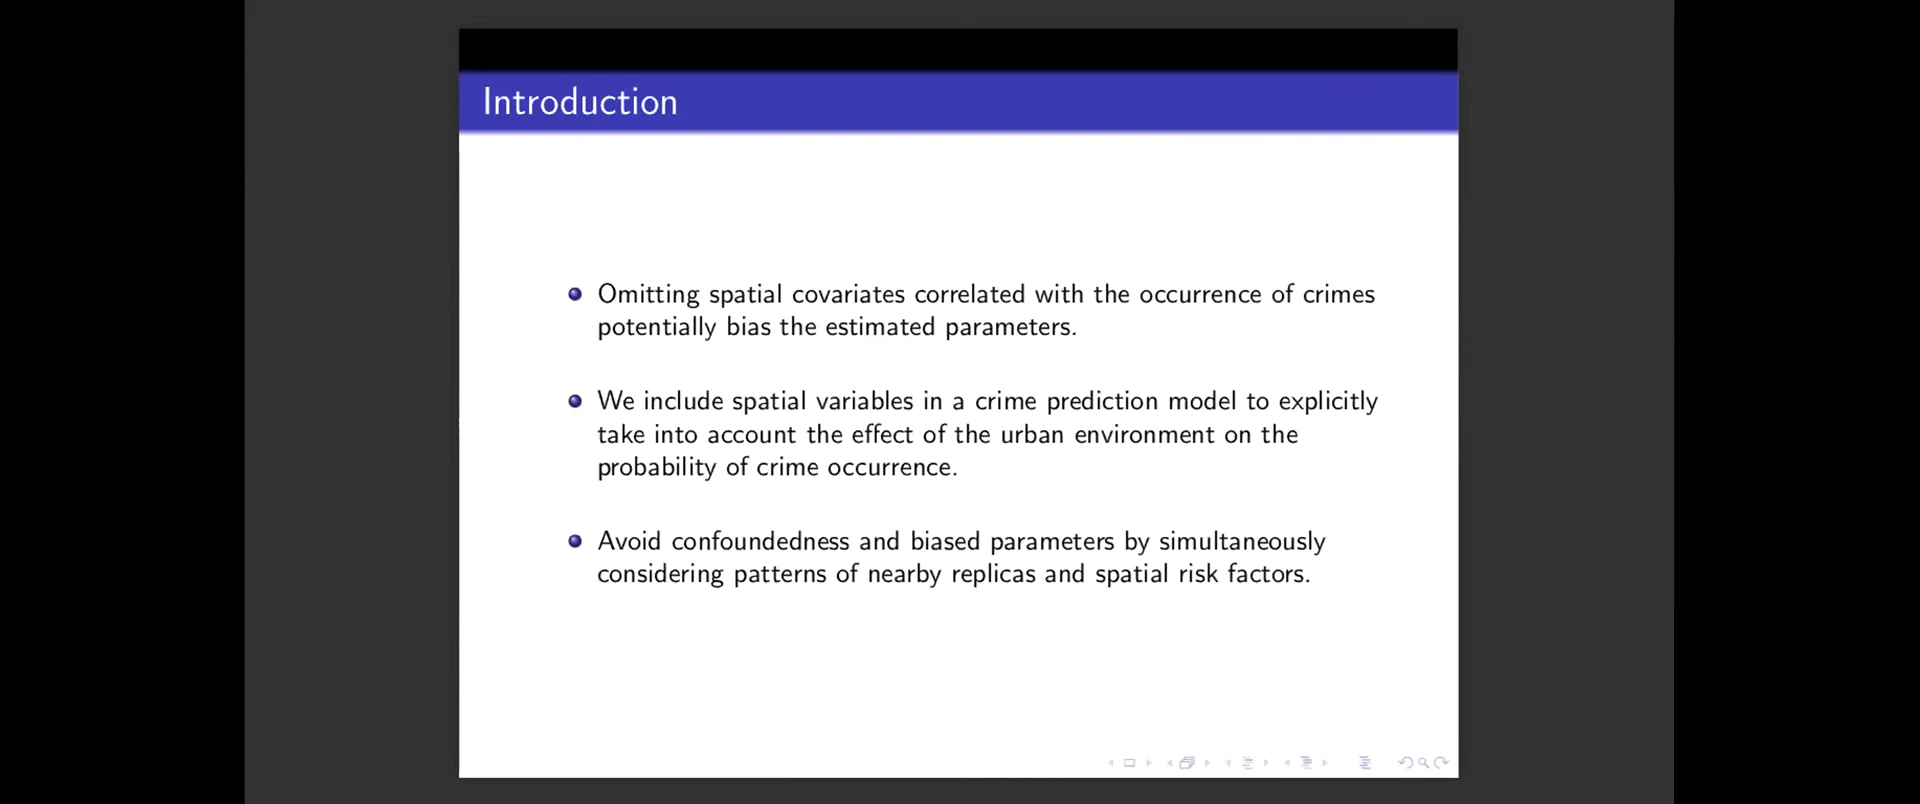 Introduction
Omitting spatial covariates correlated with the occurrence of crimes
potentially bias the estimated parameters.
We include spatial variables in a crime prediction model to explicitly
take into account the effect of the urban environment on the
probability of crime occurrence.
Avoid confoundedness and biased parameters by simultaneously
considering patterns of nearby replicas and spatial risk factors.